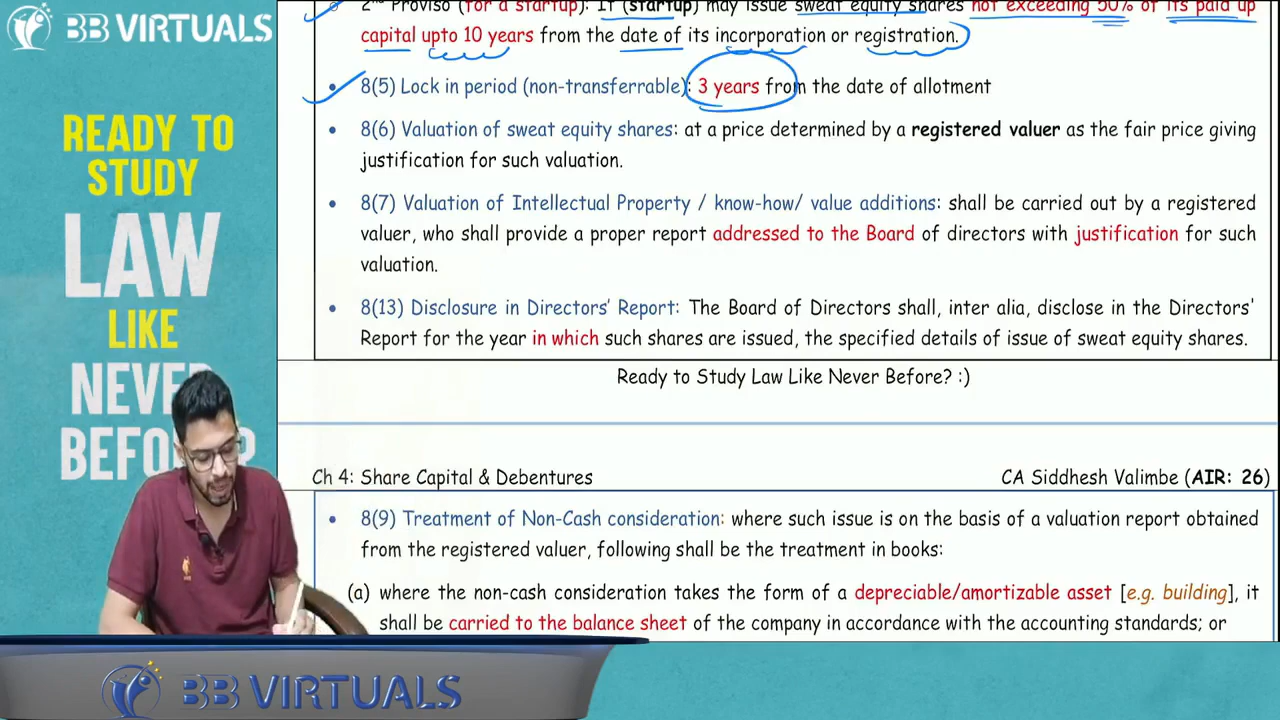 BB VIRTUALS
READY TO
STUDY
LAW
LIKE
NEVER
BEFO
2nd Proviso (for a startup): It (startup) may issue sweat equity shares not exceeding 50% of its paid up
capital upto 10 years from the date of its incorporation or registration.
• 8(5) Lock in period (non-transferrable): 3 years from the date of allotment
• 8(6) Valuation of sweat equity shares: at a price determined by a registered valuer as the fair price giving
justification for such valuation.
• 8(7) Valuation of Intellectual Property / know-how/ value additions: shall be carried out by a registered
valuer, who shall provide a proper report addressed to the Board of directors with justification for such
valuation.
• 8(13) Disclosure in Directors' Report: The Board of Directors shall, inter alia, disclose in the Directors'
Report for the year in which such shares are issued, the specified details of issue of sweat equity shares.
Ready to Study Law Like Never Before? :)
Ch 4: Share Capital & Debentures CA Siddhesh Valimbe (AIR: 26)
• 8(9) Treatment of Non-Cash consideration: where such issue is on the basis of a valuation report obtained
from the registered valuer, following shall be the treatment in books:
(a) where the non-cash consideration takes the form of a depreciable/amortizable asset [e.g. building], it
shall be carried to the balance sheet of the company in accordance with the accounting standards; or
BB VIRTUALS